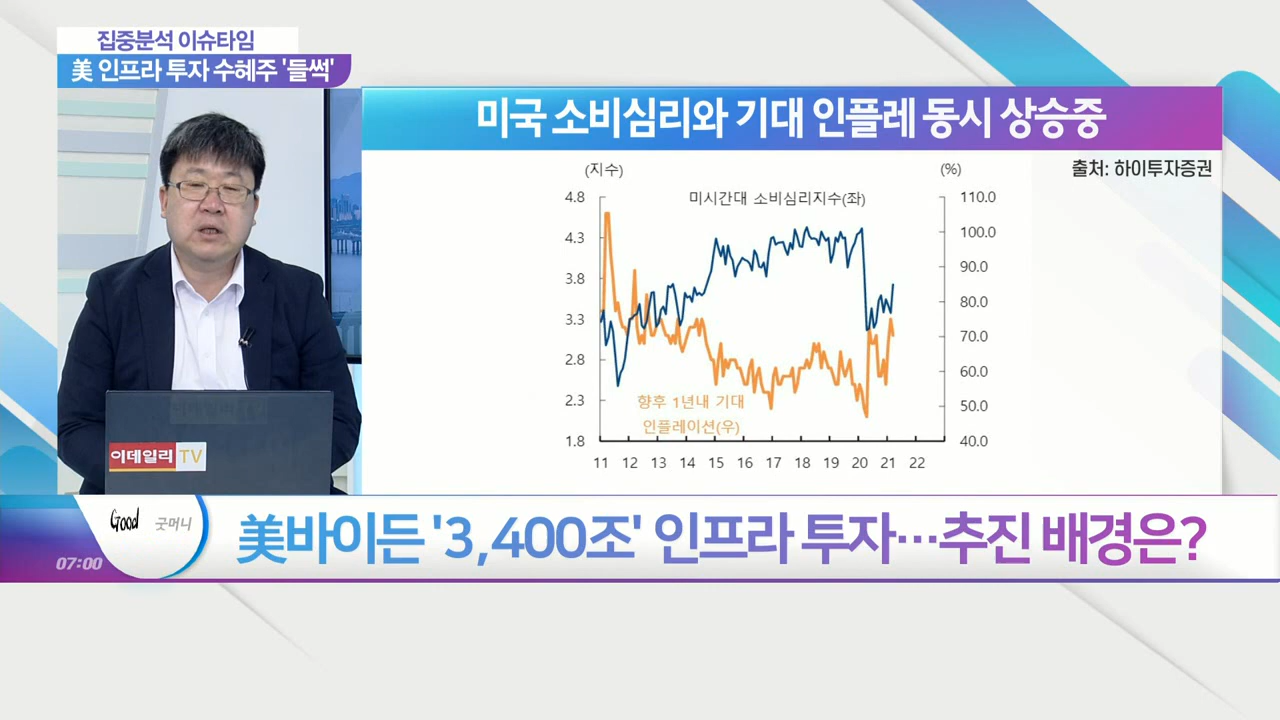 집중분석 이슈타임
美 인프라 투자 수혜주 '들썩'
미국 소비심리와 기대 인플레 동시 상승중
출처: 하이투자증권
(지수)
(%)
미시간대 소비심리지수(좌)
4.8
4.3
3.8
3.3
2.8
2.3
1.8
110.0
100.0
90.0
80.0
70.0
60.0
50.0
40.0
향후 1년내 기대
인플레이션(우)
11 12 13 14 15 16 17 18 19 20 21 22
이데일리 TV
Good 굿머니
07:00
美바이든 '3,400조' 인프라 투자…추진 배경은?